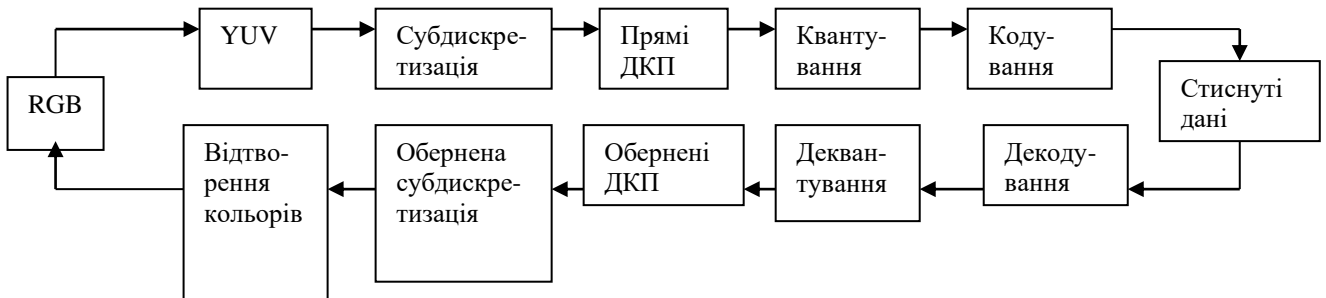 YUV
Субдискре-
тизація
Прямі
ДКП
Кванту-
вання
Коду-
вання
RGB
Стиснуті
дані
Відтво-
рення
кольорів
Обернена
субдискре-
тизація
Обернені
ДКП
Декван-
тування
Декоду-
вання